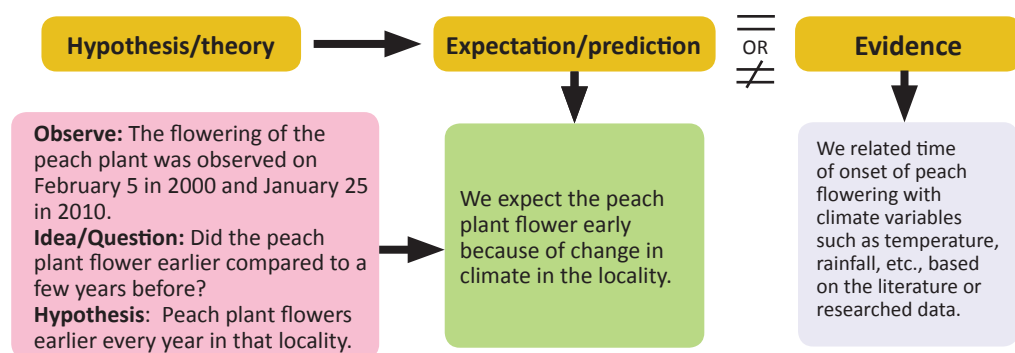 Hypothesis/theory
Expectation/prediction
=
OR
≠
Evidence
Observe: The flowering of the
peach plant was observed on
February 5 in 2000 and January 25
in 2010.
Idea/Question: Did the peach
plant flower earlier compared to a
few years before?
Hypothesis:  Peach plant flowers
earlier every year in that locality.
We expect the peach
plant flower early
because of change in
climate in the locality.
We related time
of onset of peach
flowering with
climate variables
such as temperature,
rainfall, etc., based
on the literature or
researched data.